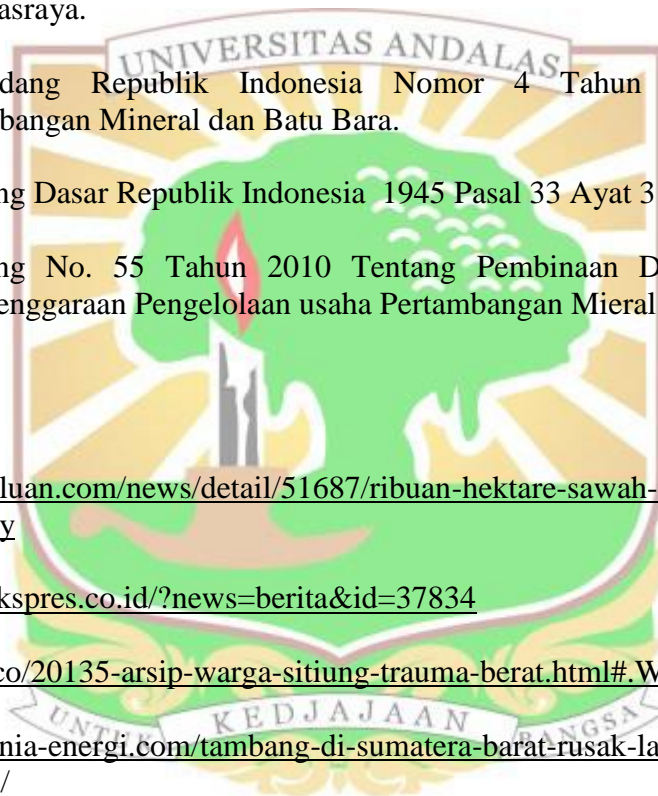 asraya.
UNIVERSITAS ANDALAS
dang Republik Indonesia Nomor 4 Tahun
bangan Mineral dan Batu Bara.
ng Dasar Republik Indonesia 1945 Pasal 33 Ayat 3
ng No. 55 Tahun 2010 Tentang Pembinaan D
enggaraan Pengelolaan usaha Pertambangan Mieral
luan.com/news/detail/51687/ribuan-hektare-sawah-
y
kspres.co.id/?news=berita&id=37834
co/20135-arsip-warga-sitiung-trauma-berat.html#.W
UNTUK KEDJAJAAN BANGSA
nia-energi.com/tambang-di-sumatera-barat-rusak-la
/